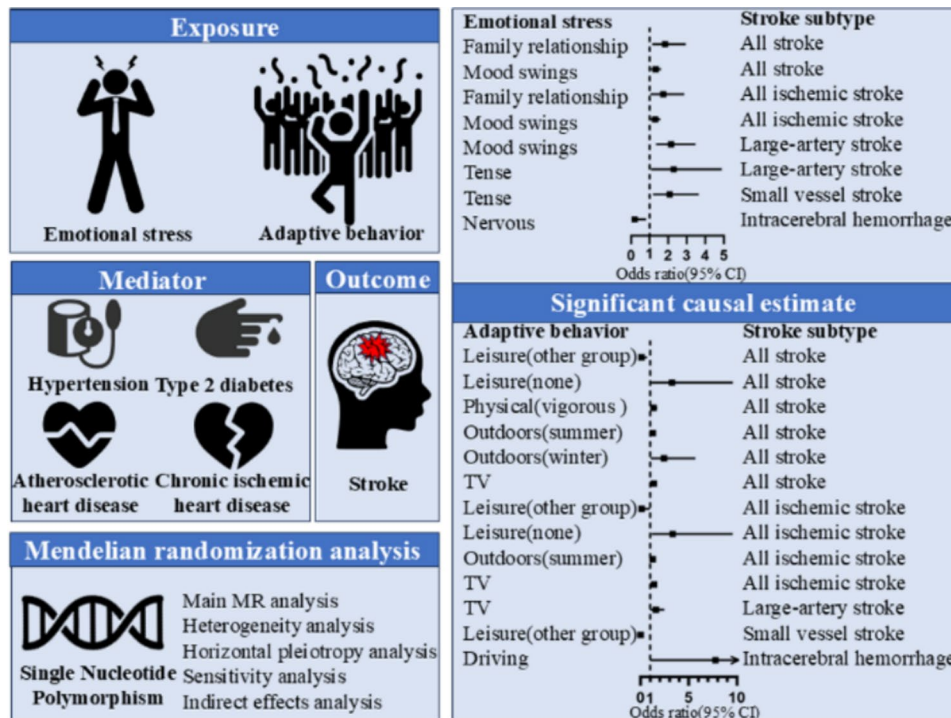 Exposure
Emotional stress
Adaptive behavior
Mediator
Hypertension
Type 2 diabetes
Atherosclerotic
heart disease
Chronic ischemic
heart disease
Outcome
Stroke
Mendelian randomization analysis
Single Nucleotide
Polymorphism
Main MR analysis
Heterogeneity analysis
Horizontal pleiotropy analysis
Sensitivity analysis
Indirect effects analysis
Emotional stress Stroke subtype
Family relationship All stroke
Mood swings All stroke
Family relationship All ischemic stroke
Mood swings All ischemic stroke
Mood swings Large-artery stroke
Tense Large-artery stroke
Tense Small vessel stroke
Nervous Intracerebral hemorrhage
0 1 2 3 4 5
Odds ratio(95% CI)
Significant causal estimate
Adaptive behavior Stroke subtype
Leisure(other group) All stroke
Leisure(none) All stroke
Physical(vigorous ) All stroke
Outdoors(summer) All stroke
Outdoors(winter) All stroke
TV All stroke
Leisure(other group) All ischemic stroke
Leisure(none) All ischemic stroke
Outdoors(summer) All ischemic stroke
TV All ischemic stroke
TV Large-artery stroke
Leisure(other group) Small vessel stroke
Driving Intracerebral hemorrhage
0 1 5 10
Odds ratio(95% CI)